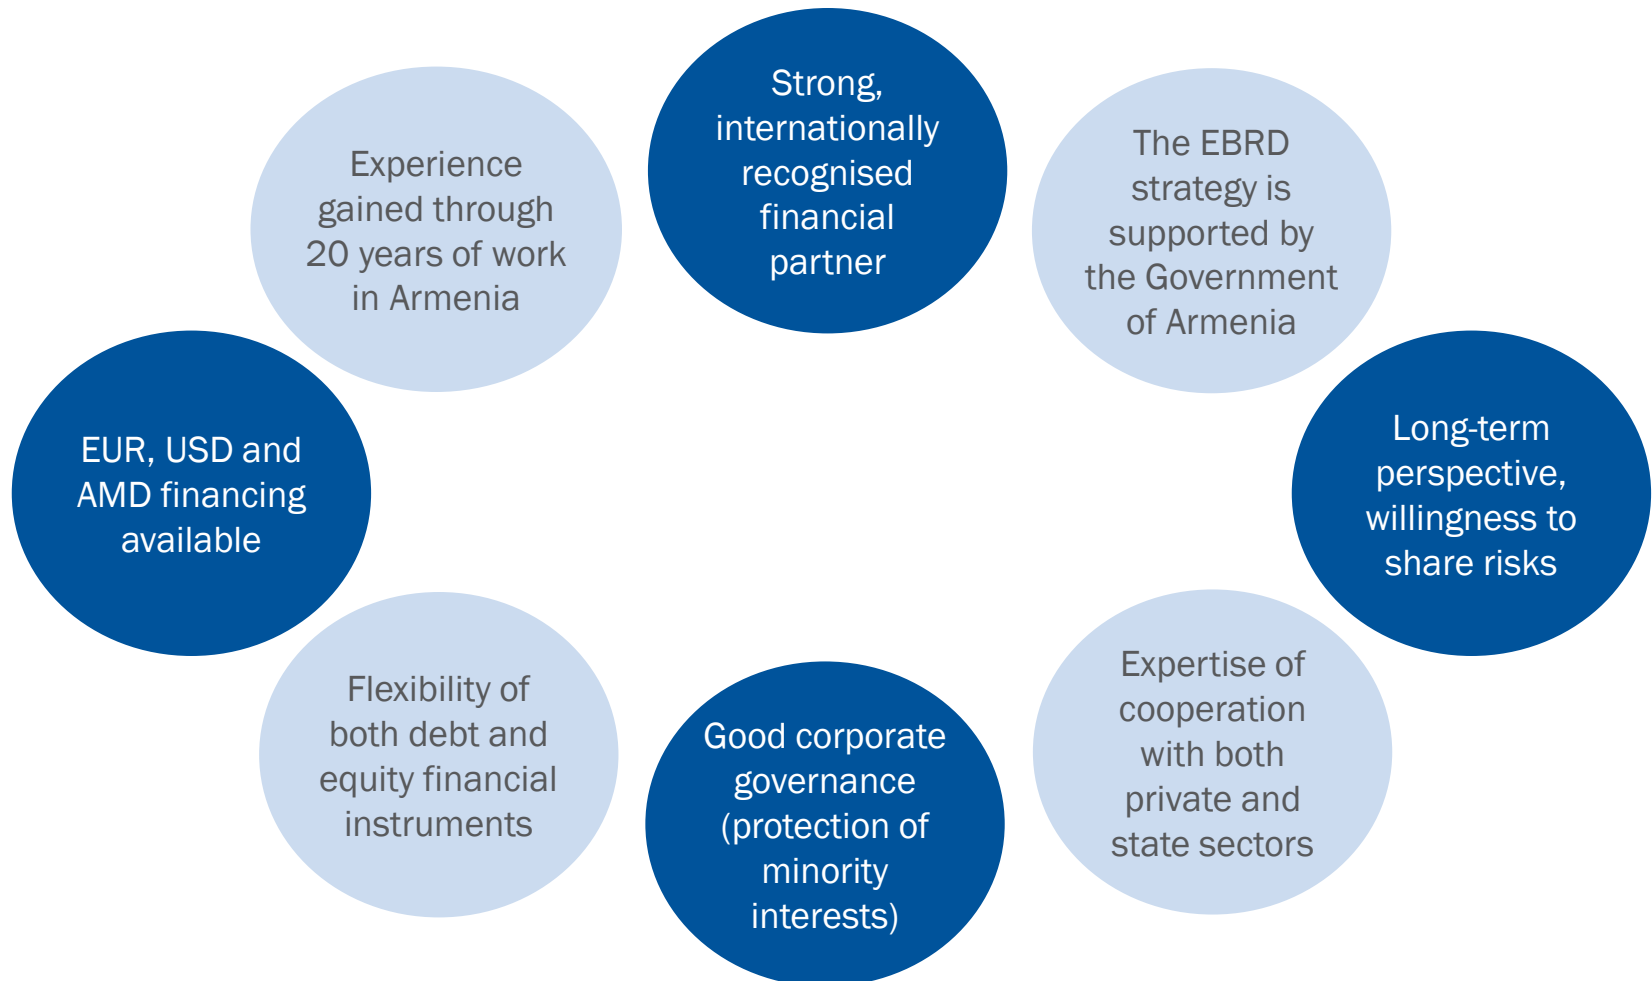 Strong,
internationally
recognised
financial
partner
The EBRD
strategy is
supported by
the Government
of Armenia
Long-term
perspective,
willingness to
share risks
Expertise of
cooperation
with both
private and
state sectors
Good corporate
governance
(protection of
minority
interests)
Flexibility of
both debt and
equity financial
instruments
EUR, USD and
AMD financing
available
Experience
gained through
20 years of work
in Armenia